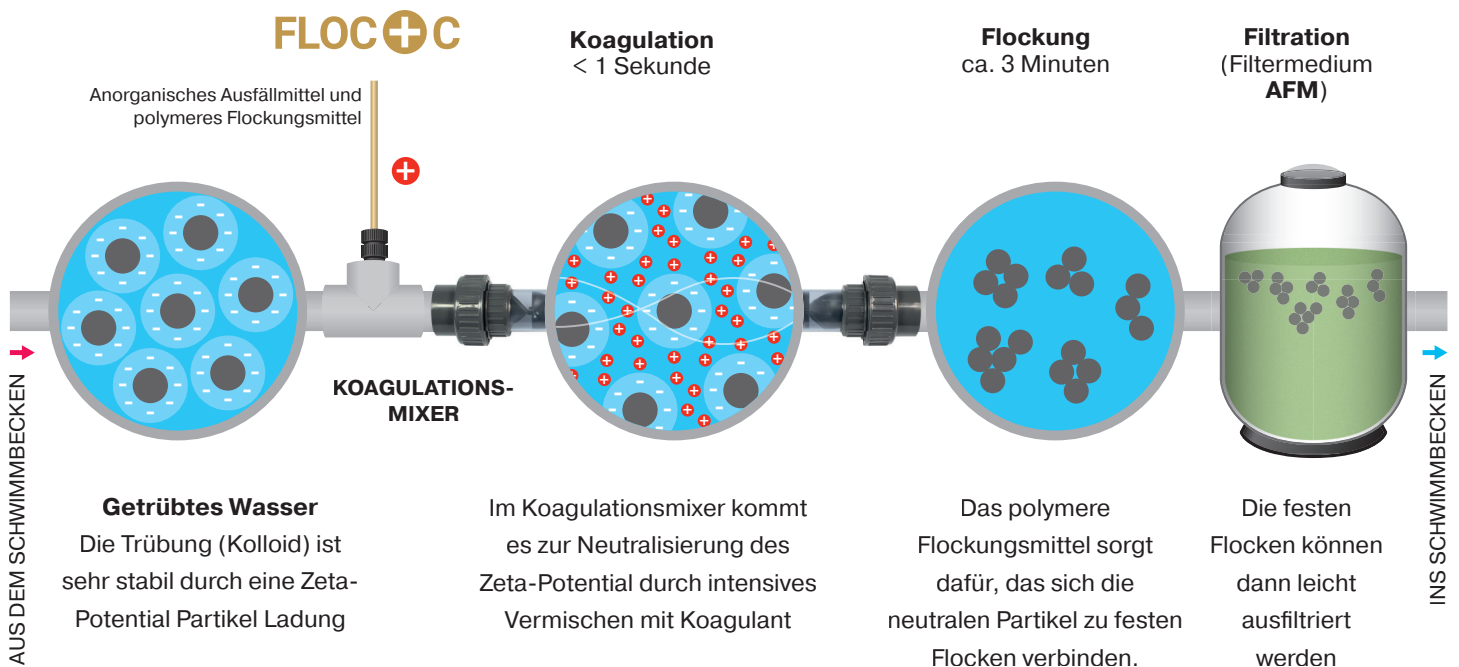 FLOC+C
Anorganisches Ausfällmittel und
polymeres Flockungsmittel
+
Koagulation
< 1 Sekunde
Flockung
ca. 3 Minuten
Filtration
(Filtermedium
AFM)
AUS DEM SCHWIMMBECKEN
KOAGULATIONS-
MIXER
INS SCHWIMMBECKEN
Getrübtes Wasser
Die Trübung (Kolloid) ist
sehr stabil durch eine Zeta-
Potential Partikel Ladung
Im Koagulationsmixer kommt
es zur Neutralisierung des
Zeta-Potential durch intensives
Vermischen mit Koagulant
Das polymere
Flockungsmittel sorgt
dafür, das sich die
neutralen Partikel zu festen
Flocken verbinden.
Die festen
Flocken können
dann leicht
ausfiltriert
werden